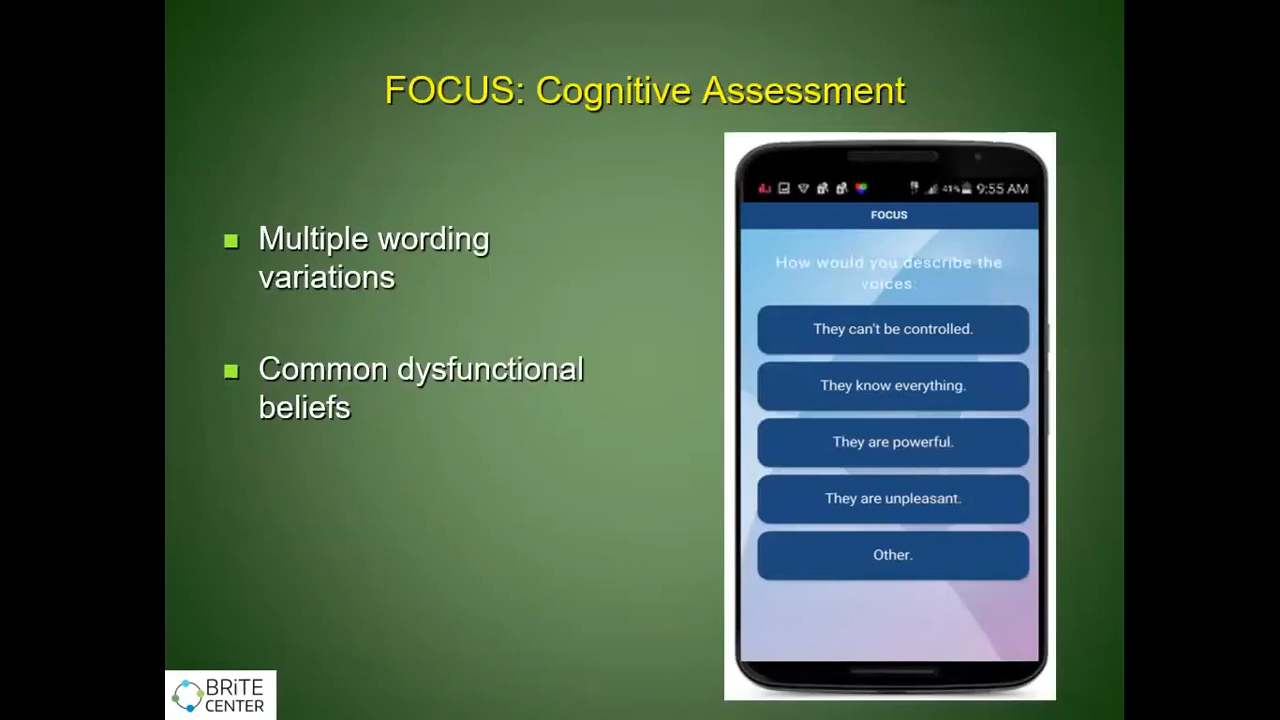 FOCUS: Cognitive Assessment
Multiple wording
variations
Common dysfunctional
beliefs
41% 9:55 AM
FOCUS
How would you describe the
voices:
They can't be controlled.
They know everything.
They are powerful.
They are unpleasant.
Other.
BRiTE
CENTER